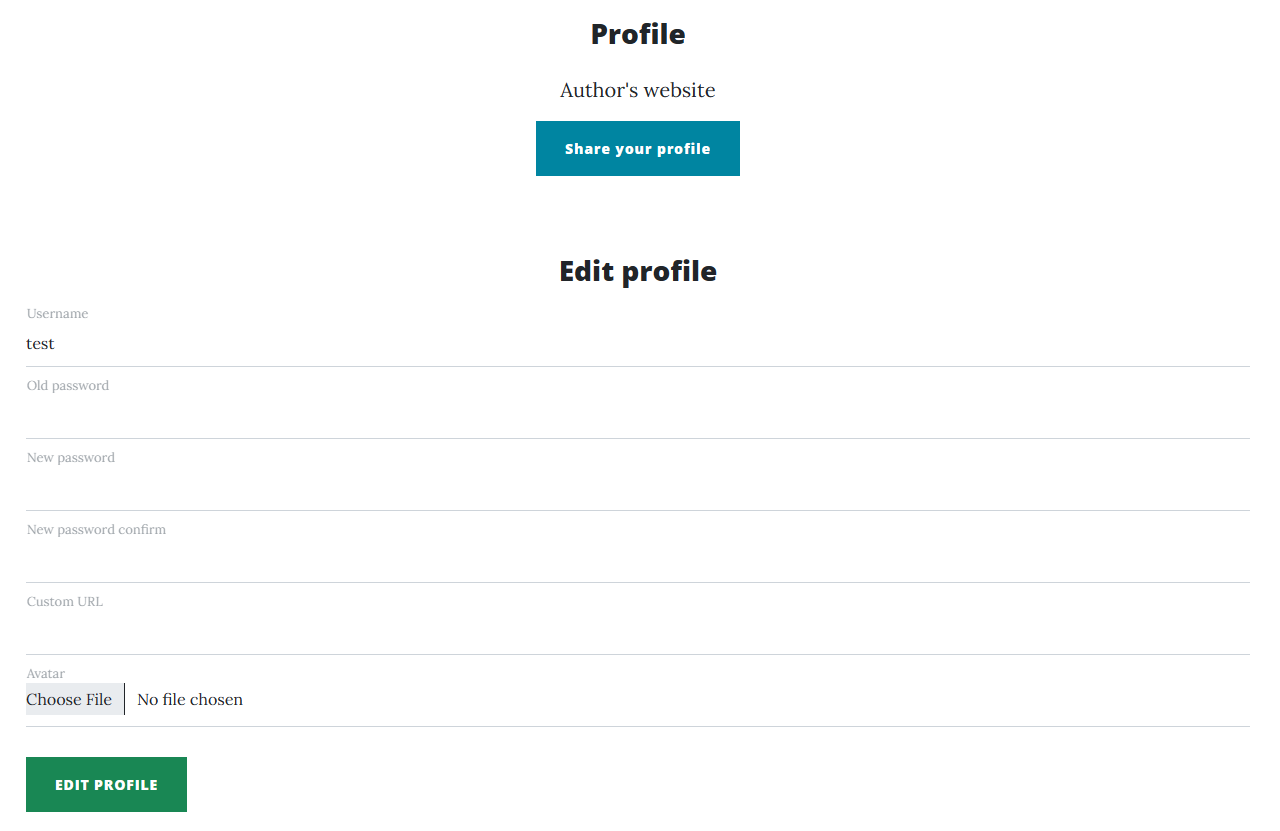 Profile
Author's website
Share your profile
Edit profile
Username
test
Old password
New password
New password confirm
Custom URL
Avatar
Choose File No file chosen
EDIT PROFILE